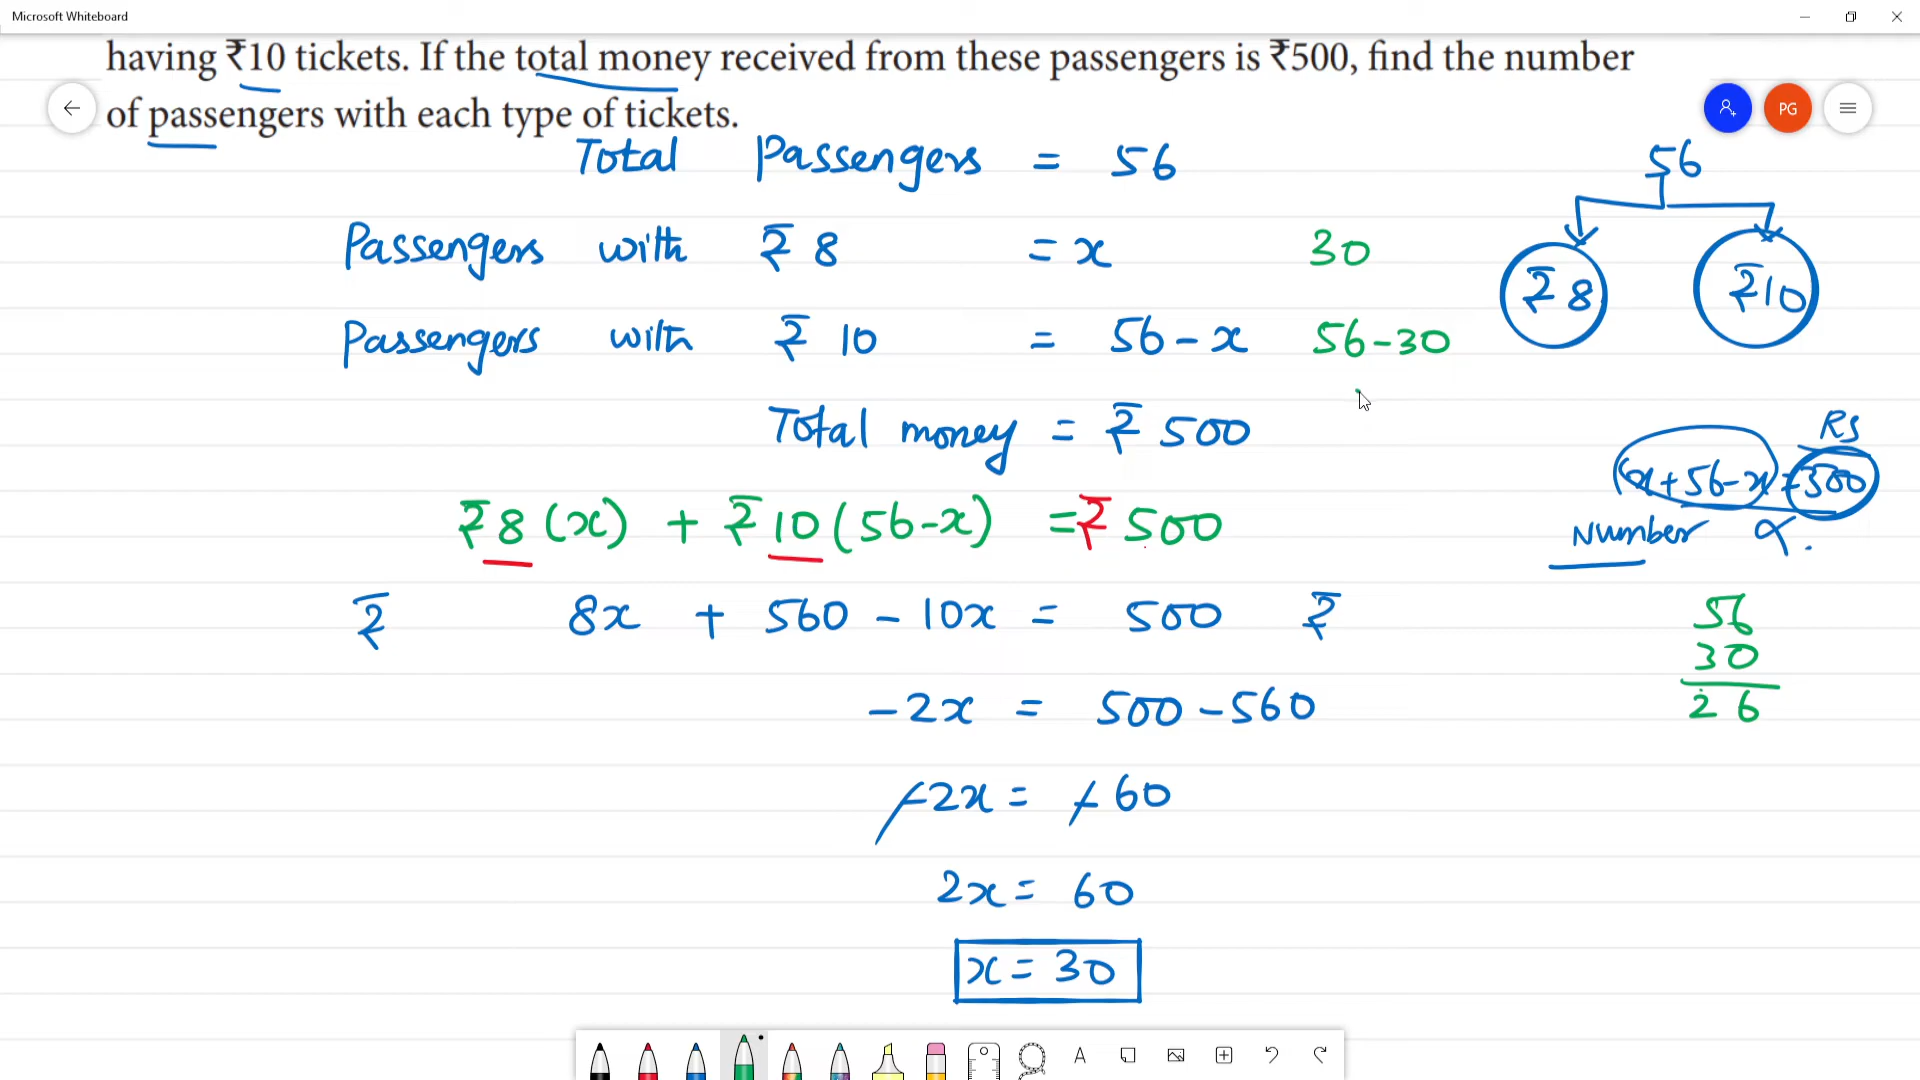 Microsoft Whiteboard
having ₹10 tickets. If the total money received from these passengers is ₹500, find the number
of passengers with each type of tickets.
PG
Total Passengers = 56
56
Passengers with ₹ 8 = x 30
₹ 8 ₹10
Passengers with ₹ 10 = 56 - x 56-30
Total money = ₹ 500
Rs
(x+56-x) = 500
₹8 (x) + ₹10 (56-x) = ₹ 500
Number
₹ 8x + 560 - 10x = 500 ₹
56
30
26
-2x = 500 - 560
-2x = -60
2x = 60
x = 30
A